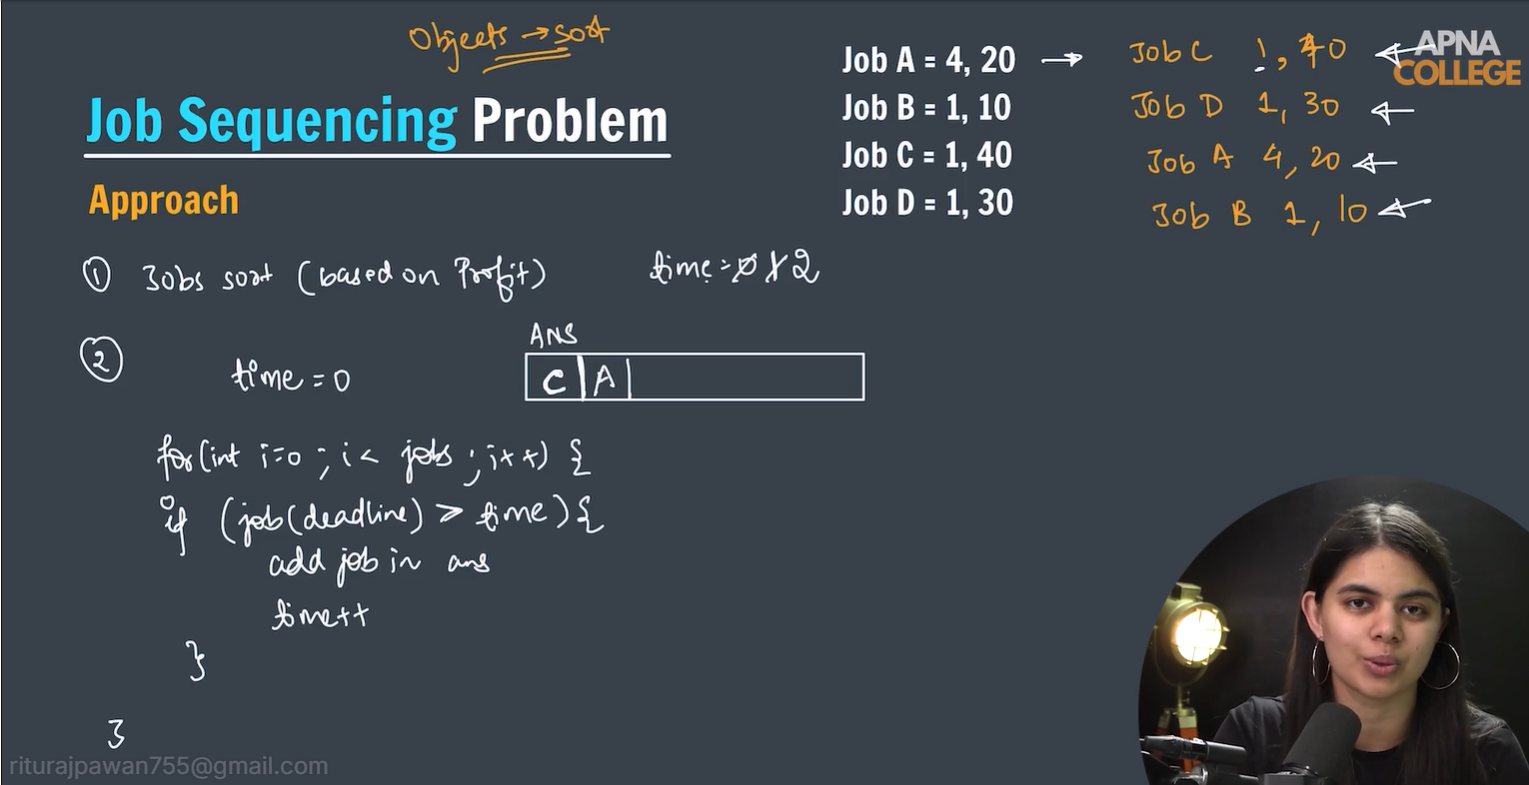 Objects → sort
Job Sequencing Problem
Approach
Job A = 4, 20 →
Job B = 1, 10
Job C = 1, 40
Job D = 1, 30
Job C 1, 40 ←
Job D 1, 30 ←
Job A 4, 20 ←
Job B 1, 10 ←
APNA
COLLEGE
① Jobs sort (based on Profit)
time = 0 1 2
②
time = 0
ANS
C | A |
for(int i=0 ; i< jobs ; i++) {
if (job(deadline) > time) {
add job in ans
time++
}
}
riturajpawan755@gmail.com